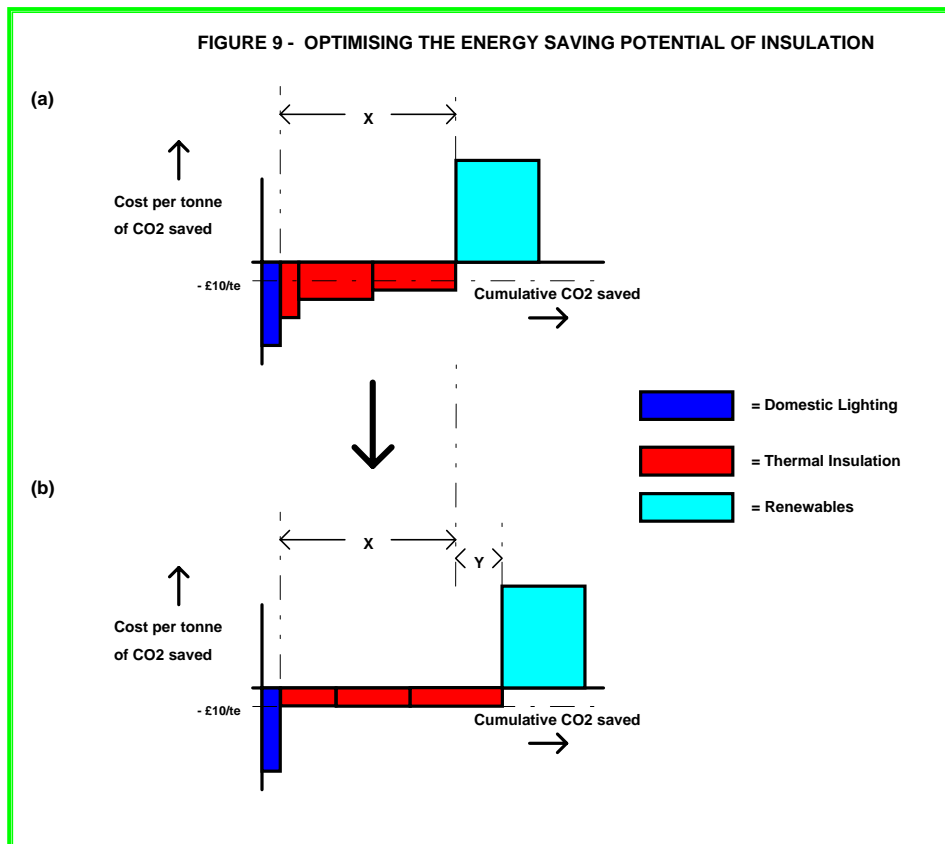 FIGURE 9 - OPTIMISING THE ENERGY SAVING POTENTIAL OF INSULATION
(a)
X
Cost per tonne
of CO2 saved
- £10/te
Cumulative CO2 saved
= Domestic Lighting
= Thermal Insulation
= Renewables
(b)
X
Y
Cost per tonne
of CO2 saved
- £10/te
Cumulative CO2 saved